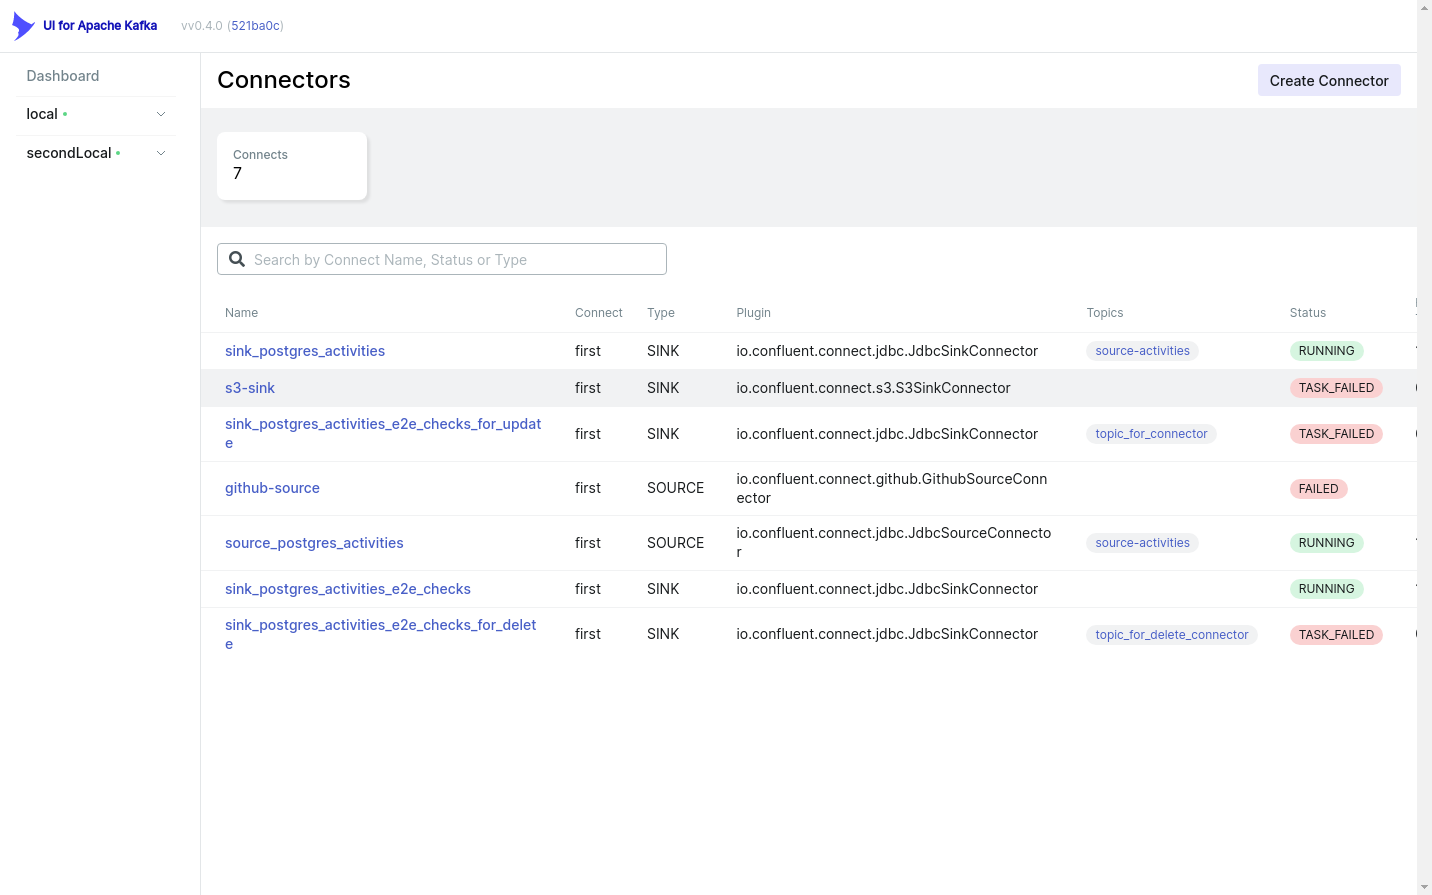 UI for Apache Kafka vv0.4.0 (521ba0c)
Dashboard
local
secondLocal
Connectors
Create Connector
Connects
7
Search by Connect Name, Status or Type
Name Connect Type Plugin Topics Status
sink_postgres_activities first SINK io.confluent.connect.jdbc.JdbcSinkConnector source-activities RUNNING
s3-sink first SINK io.confluent.connect.s3.S3SinkConnector TASK_FAILED
sink_postgres_activities_e2e_checks_for_updat
e
first SINK io.confluent.connect.jdbc.JdbcSinkConnector topic_for_connector TASK_FAILED
github-source first SOURCE
io.confluent.connect.github.GithubSourceConn
ector
FAILED
source_postgres_activities first SOURCE
io.confluent.connect.jdbc.JdbcSourceConnecto
r
source-activities RUNNING
sink_postgres_activities_e2e_checks first SINK io.confluent.connect.jdbc.JdbcSinkConnector RUNNING
sink_postgres_activities_e2e_checks_for_delet
e
first SINK io.confluent.connect.jdbc.JdbcSinkConnector topic_for_delete_connector TASK_FAILED